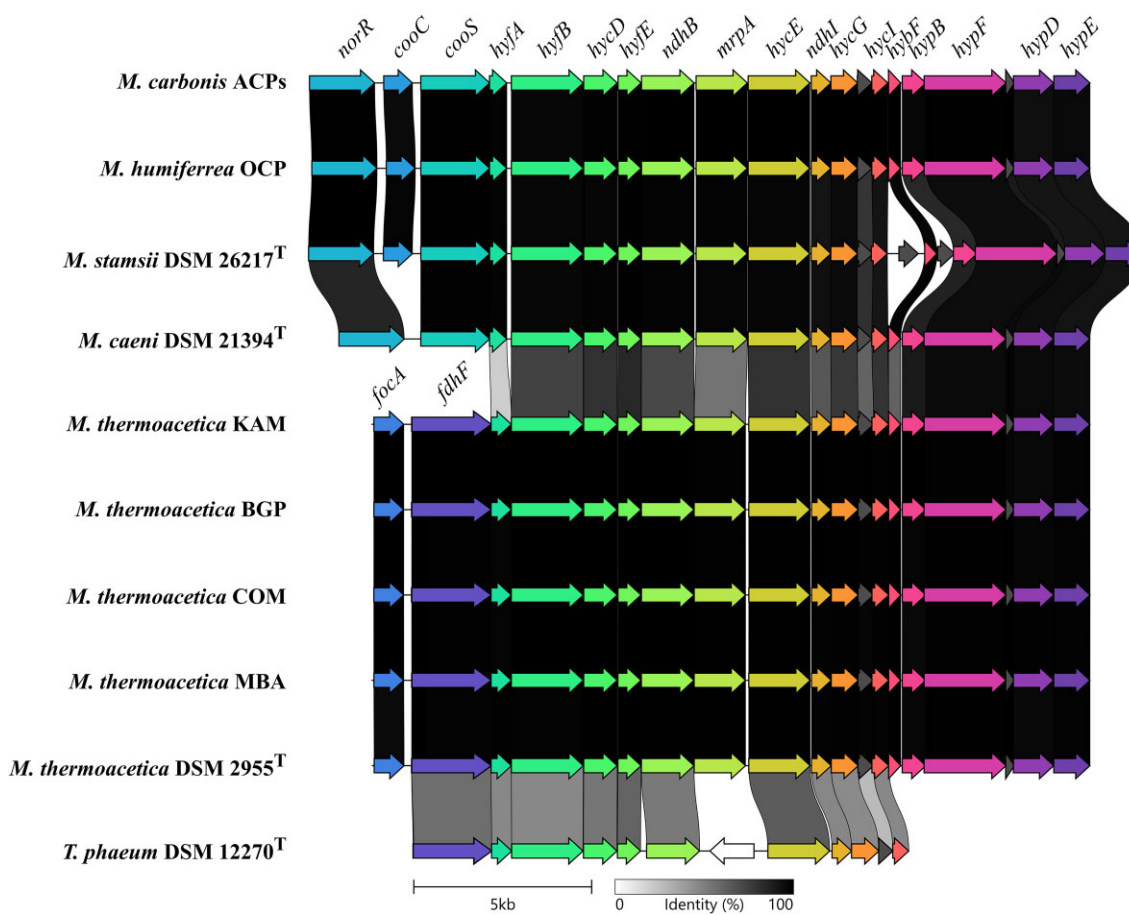 norR cooC cooS hyfA hyfB hycD hyfE ndhB mrpA hycE ndhI hycG hycI hybF hypB hypF hypD hypE
M. carbonis ACPs
M. humiferrea OCP
M. stamsii DSM 26217T
M. caeni DSM 21394T
focA fdhF
M. thermoacetica KAM
M. thermoacetica BGP
M. thermoacetica COM
M. thermoacetica MBA
M. thermoacetica DSM 2955T
T. phaeum DSM 12270T
5kb
0 Identity (%) 100